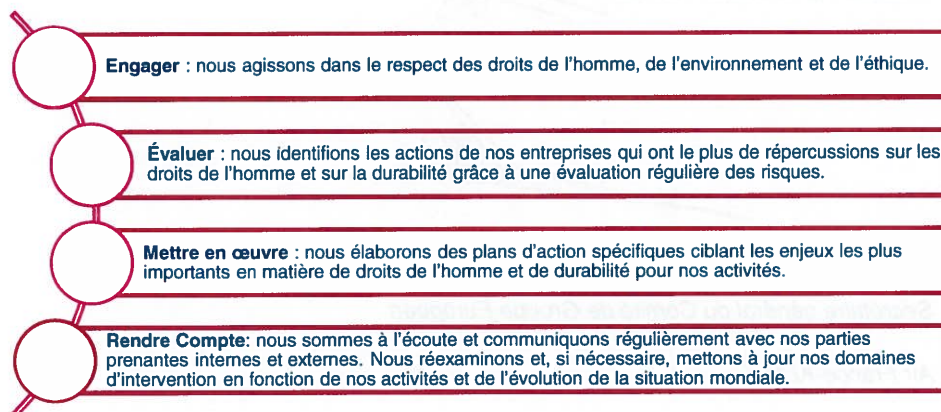 Engager : nous agissons dans le respect des droits de l'homme, de l'environnement et de l'éthique.
Évaluer : nous identifions les actions de nos entreprises qui ont le plus de répercussions sur les
droits de l'homme et sur la durabilité grâce à une évaluation régulière des risques.
Mettre en œuvre : nous élaborons des plans d'action spécifiques ciblant les enjeux les plus
importants en matière de droits de l'homme et de durabilité pour nos activités.
Rendre Compte: nous sommes à l'écoute et communiquons régulièrement avec nos parties
prenantes internes et externes. Nous réexaminons et, si nécessaire, mettons à jour nos domaines
d'intervention en fonction de nos activités et de l'évolution de la situation mondiale.